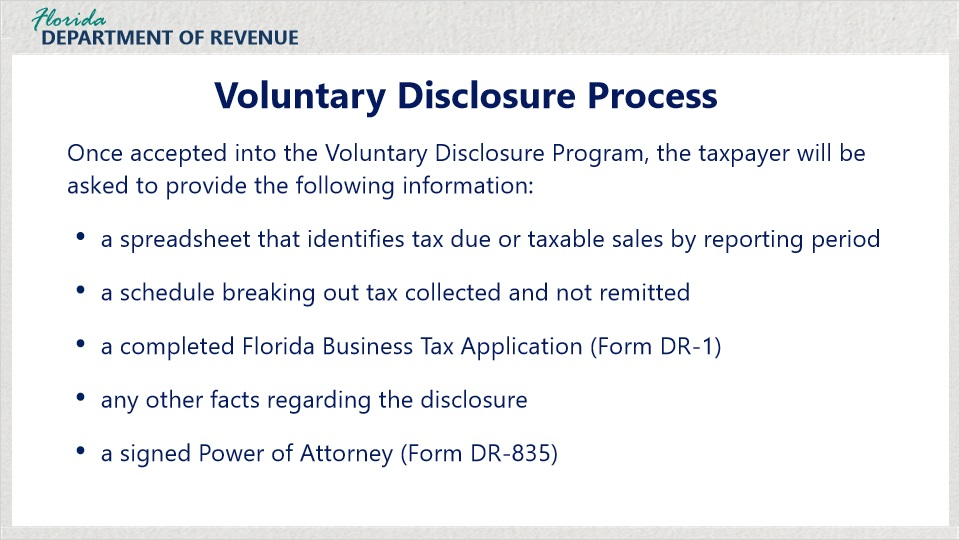 Florida
DEPARTMENT OF REVENUE
Voluntary Disclosure Process
Once accepted into the Voluntary Disclosure Program, the taxpayer will be
asked to provide the following information:
• a spreadsheet that identifies tax due or taxable sales by reporting period
• a schedule breaking out tax collected and not remitted
• a completed Florida Business Tax Application (Form DR-1)
• any other facts regarding the disclosure
• a signed Power of Attorney (Form DR-835)